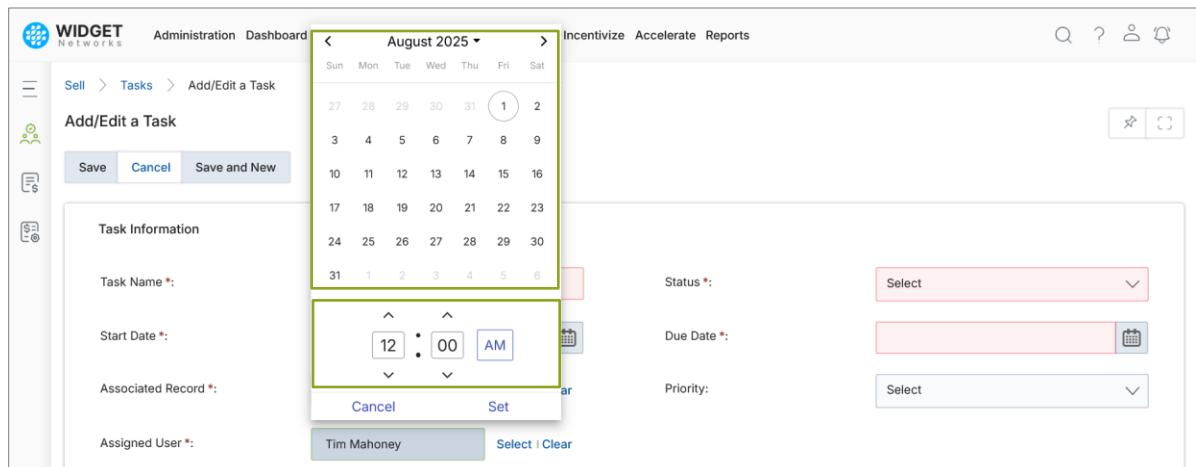 WIDGET
Networks
Administration Dashboard Incentivize Accelerate Reports
August 2025
Sun Mon Tue Wed Thu Fri Sat
27 28 29 30 31 1 2
3 4 5 6 7 8 9
10 11 12 13 14 15 16
17 18 19 20 21 22 23
24 25 26 27 28 29 30
31 1 2 3 4 5 6
12 : 00 AM
Cancel Set
Sell > Tasks > Add/Edit a Task
Add/Edit a Task
Save Cancel Save and New
Task Information
Task Name *: Status *: Select
Start Date *: Due Date *:
Associated Record *: ar Priority: Select
Assigned User *: Tim Mahoney Select | Clear